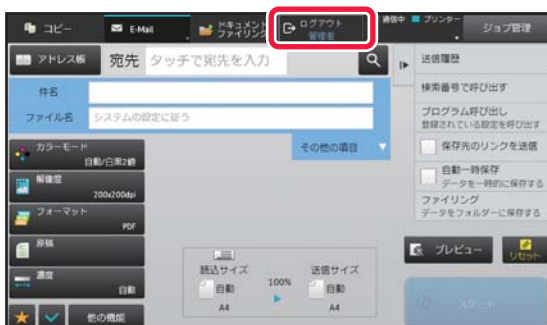 コピー
E-Mail
ドキュメント
ファイリング
ログアウト
管理者
通信中
プリンター
ジョブ管理
アドレス帳
宛先
タッチで宛先を入力
件名
ファイル名
システムの設定に従う
その他の項目
カラーモード
自動/白黒2値
解像度
200x200dpi
フォーマット
PDF
原稿
濃度
自動
他の機能
読込サイズ
自動
A4
100%
送信サイズ
自動
A4
送信履歴
検索番号で呼び出す
プログラム呼び出し
登録されている設定を呼び出す
保存先のリンクを送信
自動一時保存
データを一時的に保存する
ファイリング
データをフォルダーに保存する
プレビュー
リセット
スタート